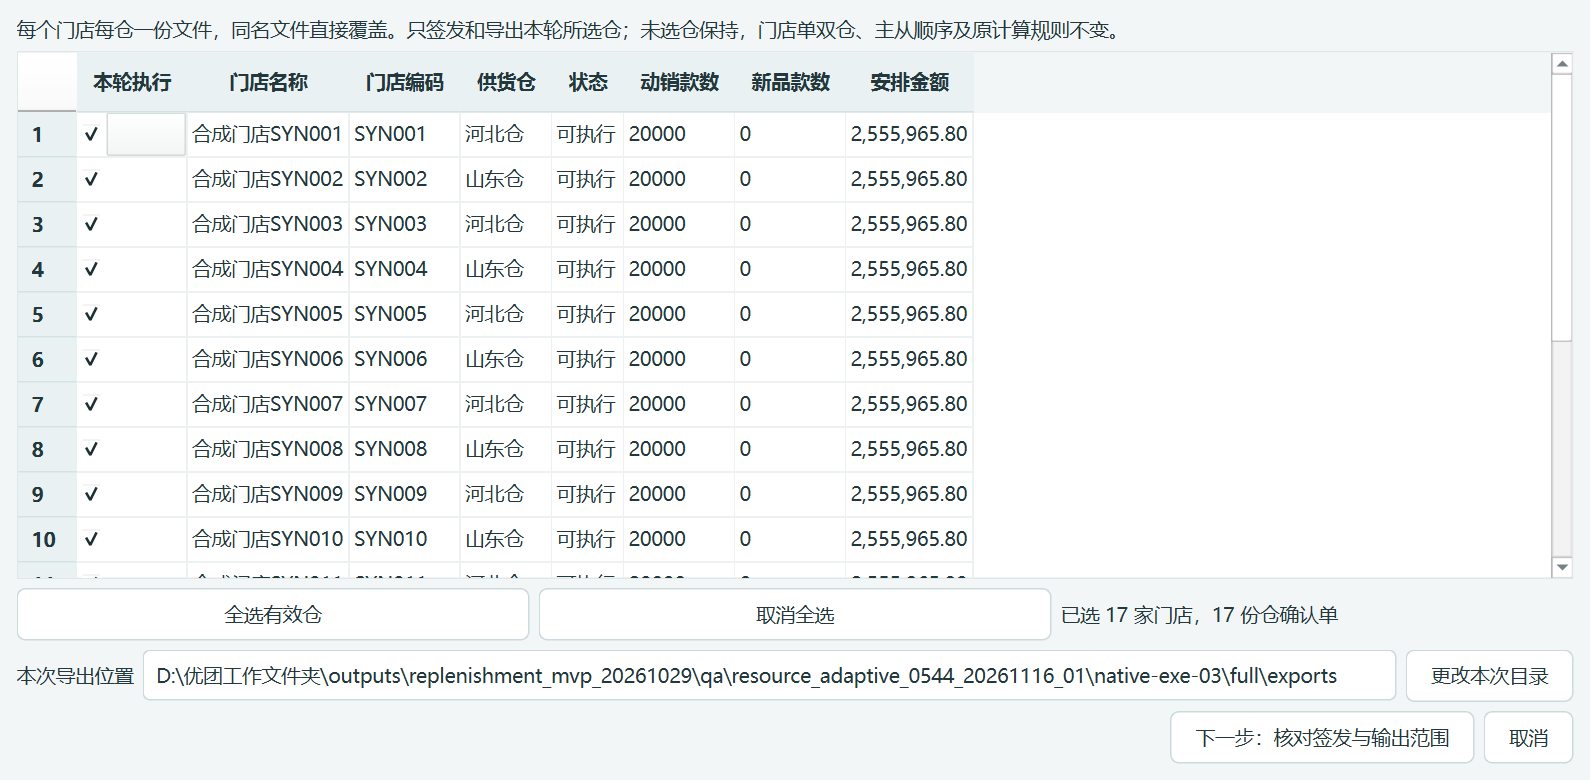 每个门店每仓一份文件，同名文件直接覆盖。只签发和导出本轮所选仓；未选仓保持，门店单双仓、主从顺序及原计算规则不变。
本轮执行 门店名称 门店编码 供货仓 状态 动销款数 新品款数 安排金额
1 ✓ 合成门店SYN001 SYN001 河北仓 可执行 20000 0 2,555,965.80
2 ✓ 合成门店SYN002 SYN002 山东仓 可执行 20000 0 2,555,965.80
3 ✓ 合成门店SYN003 SYN003 河北仓 可执行 20000 0 2,555,965.80
4 ✓ 合成门店SYN004 SYN004 山东仓 可执行 20000 0 2,555,965.80
5 ✓ 合成门店SYN005 SYN005 河北仓 可执行 20000 0 2,555,965.80
6 ✓ 合成门店SYN006 SYN006 山东仓 可执行 20000 0 2,555,965.80
7 ✓ 合成门店SYN007 SYN007 河北仓 可执行 20000 0 2,555,965.80
8 ✓ 合成门店SYN008 SYN008 山东仓 可执行 20000 0 2,555,965.80
9 ✓ 合成门店SYN009 SYN009 河北仓 可执行 20000 0 2,555,965.80
10 ✓ 合成门店SYN010 SYN010 山东仓 可执行 20000 0 2,555,965.80
全选有效仓 取消全选 已选 17 家门店，17 份仓确认单
本次导出位置 D:\优团工作文件夹\outputs\replenishment_mvp_20261029\qa\resource_adaptive_0544_20261116_01\native-exe-03\full\exports 更改本次目录
下一步：核对签发与输出范围 取消